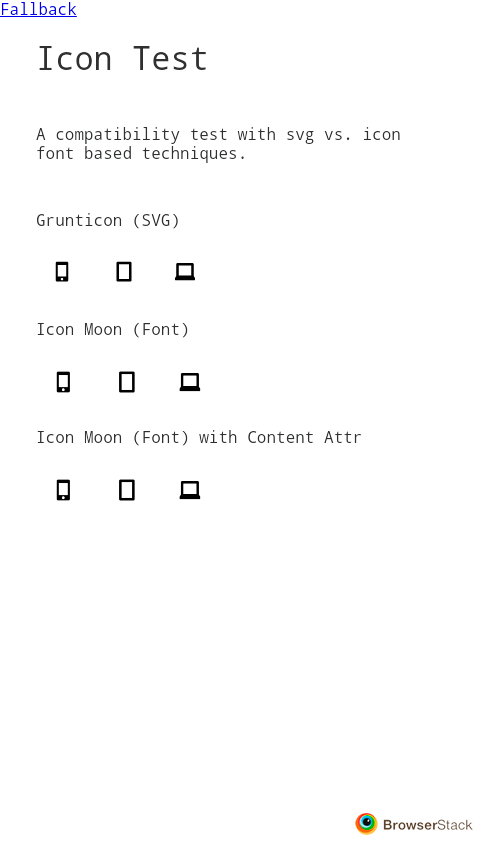 Fallback
Icon Test
A compatibility test with svg vs. icon
font based techniques.
Grunticon (SVG)
Icon Moon (Font)
Icon Moon (Font) with Content Attr
BrowserStack